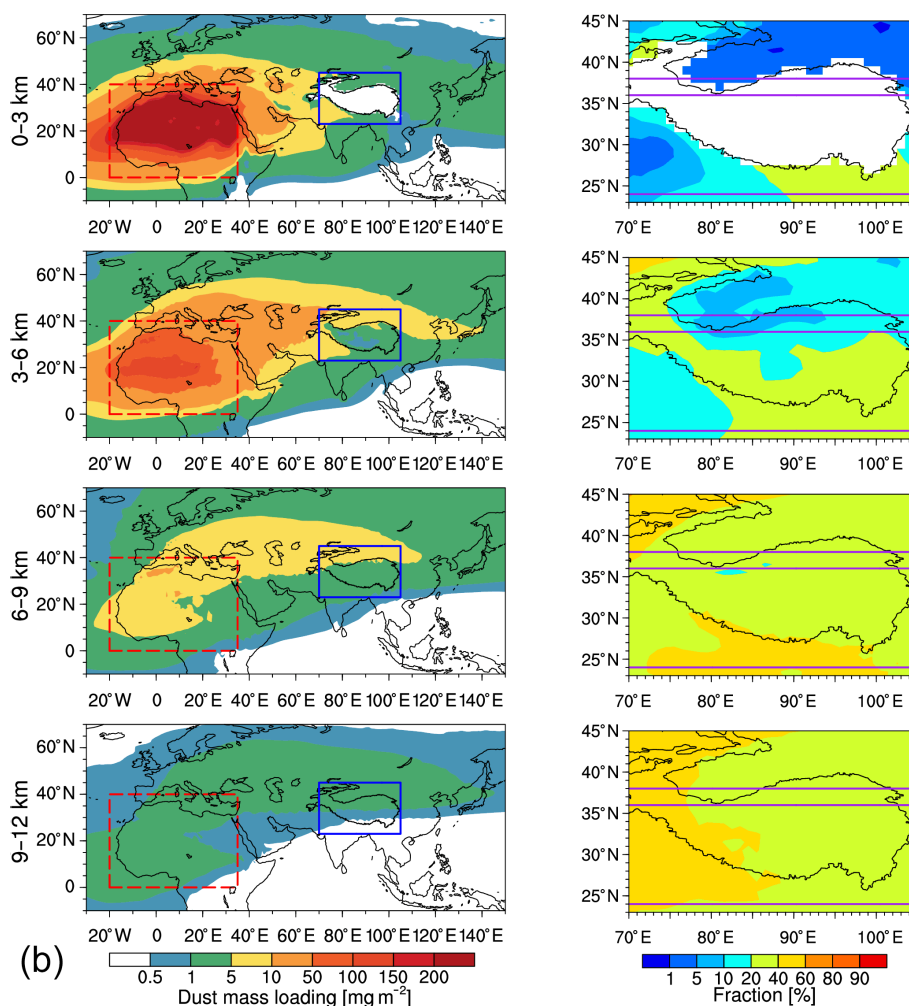 60°N
40°N
20°N
0
0–3 km
20°W 0 20°E 40°E 60°E 80°E 100°E 120°E 140°E
45°N
40°N
35°N
30°N
25°N
70°E 80°E 90°E 100°E
60°N
40°N
20°N
0
3–6 km
20°W 0 20°E 40°E 60°E 80°E 100°E 120°E 140°E
45°N
40°N
35°N
30°N
25°N
70°E 80°E 90°E 100°E
60°N
40°N
20°N
0
6–9 km
20°W 0 20°E 40°E 60°E 80°E 100°E 120°E 140°E
45°N
40°N
35°N
30°N
25°N
70°E 80°E 90°E 100°E
60°N
40°N
20°N
0
9–12 km
20°W 0 20°E 40°E 60°E 80°E 100°E 120°E 140°E
45°N
40°N
35°N
30°N
25°N
70°E 80°E 90°E 100°E
(b)
0.5 1 5 10 50 100 150 200
Dust mass loading [mg m⁻²]
1 5 10 20 40 60 80 90
Fraction [%]